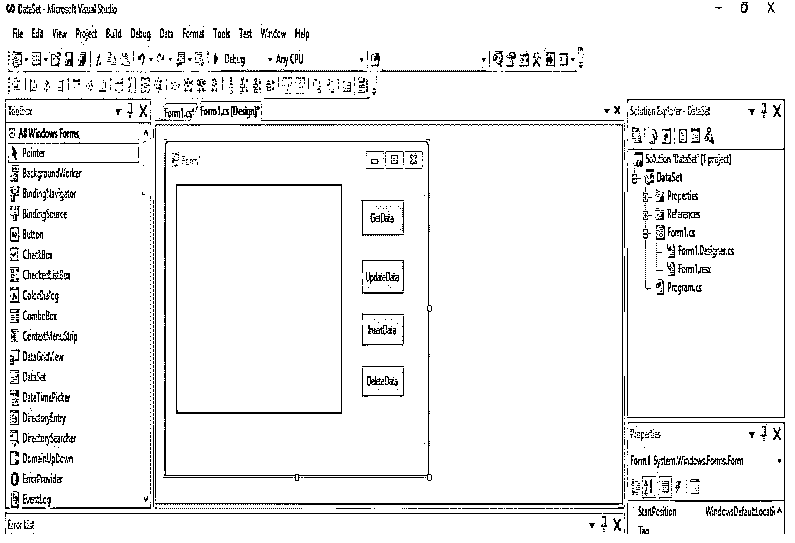 DataSet - Microsoft Visual Studio
File Edit View Project Build Debug Data Format Tools Test Window Help
Debug Any CPU
Toolbox
Form1.cs* Form1.cs [Design]*
Solution Explorer - DataSet
All Windows Forms
Pointer
BackgroundWorker
BindingNavigator
BindingSource
Button
CheckBox
CheckedListBox
ColorDialog
ComboBox
ContextMenuStrip
DataGridView
DataSet
DateTimePicker
DirectoryEntry
DirectorySearcher
DomainUpDown
ErrorProvider
EventLog
Form1
GetData
UpdateData
InsertData
DeleteData
Solution 'DataSet' (1 project)
DataSet
Properties
References
Form1.cs
Form1.Designer.cs
Form1.resx
Program.cs
Properties
Form1 System.Windows.Forms.Form
StartPosition WindowsDefaultLocati
Tag
Error List